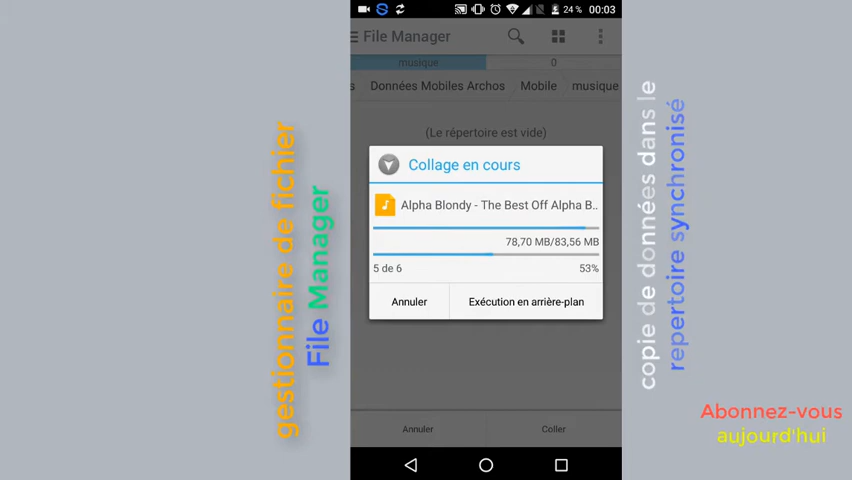 24 % 00:03
File Manager
musique 0
s Données Mobiles Archos Mobile musique
(Le répertoire est vide)
Collage en cours
Alpha Blondy - The Best Off Alpha B..
78,70 MB/83,56 MB
5 de 6 53%
Annuler Exécution en arrière-plan
Annuler Coller
gestionnaire de fichier
File Manager
copie de données dans le
repertoire synchronisé
Abonnez-vous
aujourd'hui